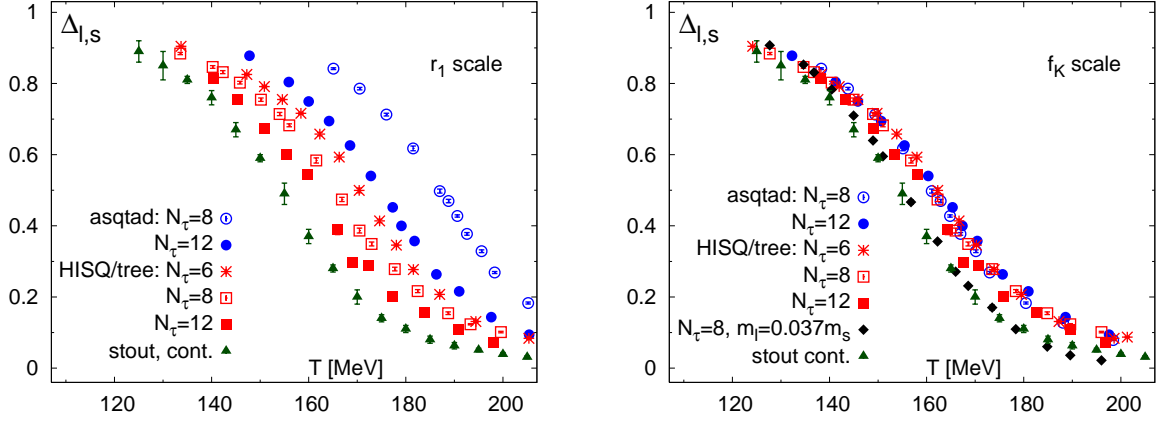 1
0.8
0.6
0.4
0.2
0
Δl,s
r1 scale
asqtad: Nτ=8
Nτ=12
HISQ/tree: Nτ=6
Nτ=8
Nτ=12
stout, cont.
T [MeV]
120 140 160 180 200
1
0.8
0.6
0.4
0.2
0
Δl,s
fK scale
asqtad: Nτ=8
Nτ=12
HISQ/tree: Nτ=6
Nτ=8
Nτ=12
Nτ=8, ml=0.037ms
stout cont.
T [MeV]
120 140 160 180 200